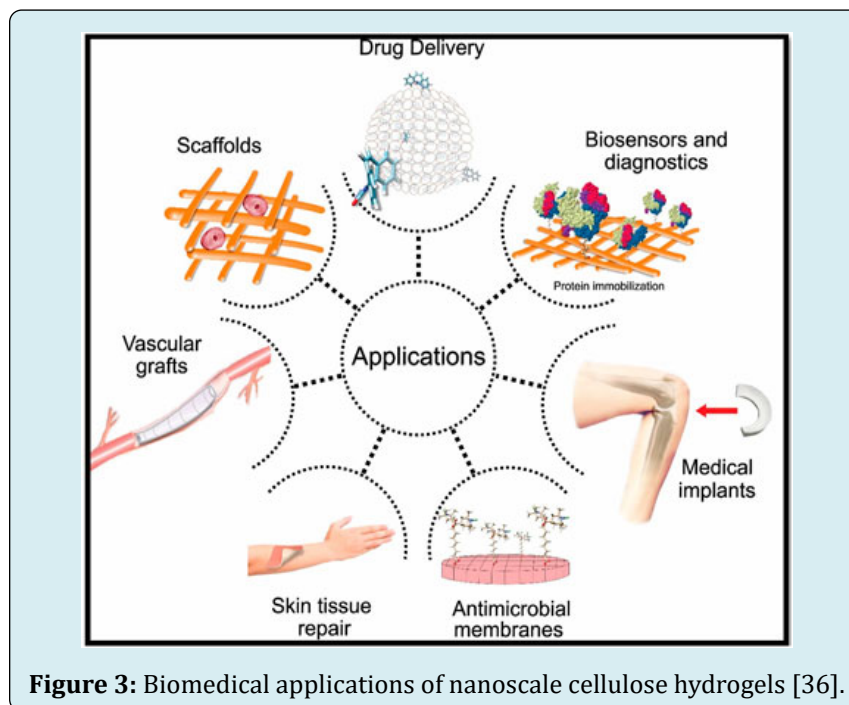 Drug Delivery
Scaffolds
Biosensors and
diagnostics
Protein immobilization
Vascular
grafts
Applications
Medical
implants
Skin tissue
repair
Antimicrobial
membranes
Figure 3: Biomedical applications of nanoscale cellulose hydrogels [36].